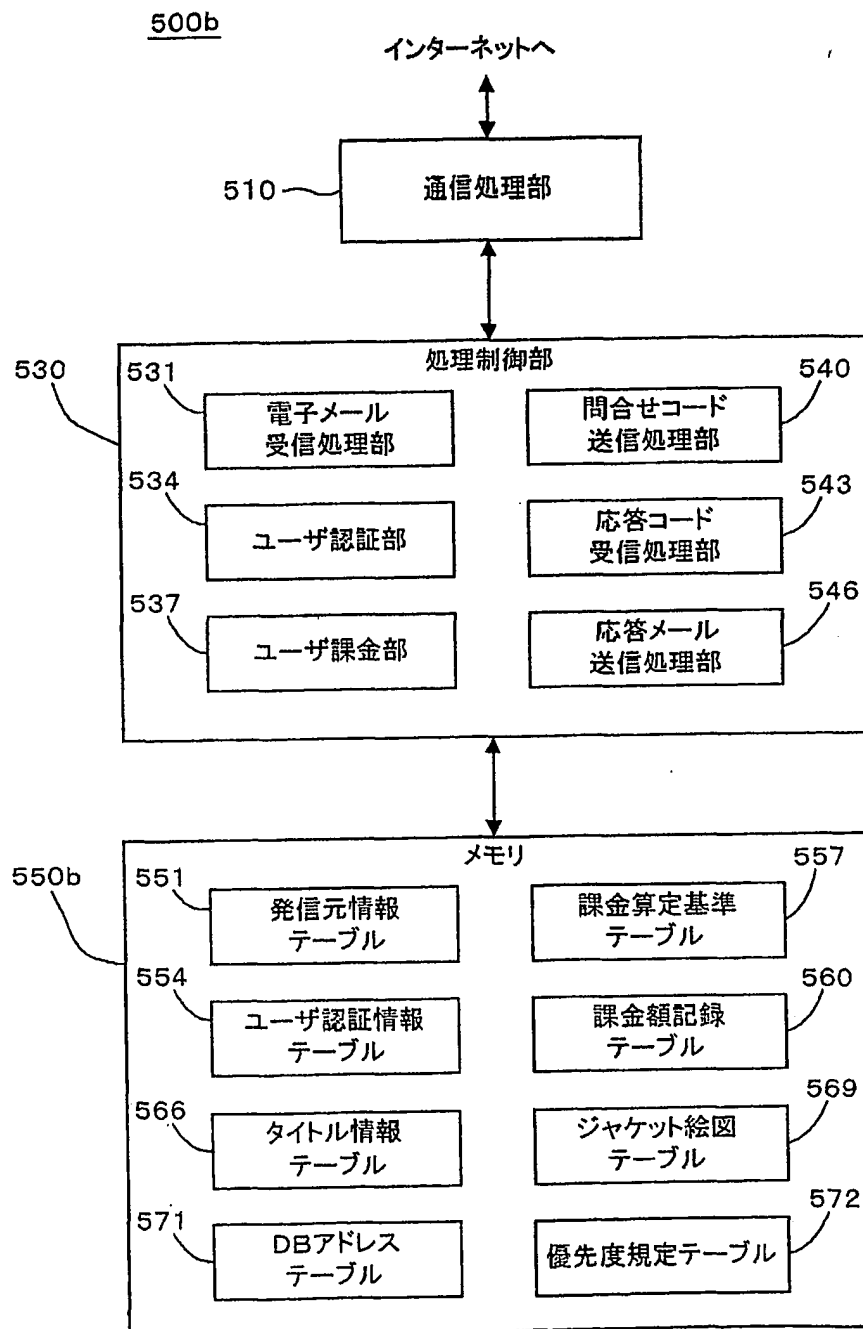 500b
インターネットへ
510
通信処理部
530
処理制御部
531
電子メール
受信処理部
540
問合せコード
送信処理部
534
ユーザ認証部
543
応答コード
受信処理部
537
ユーザ課金部
546
応答メール
送信処理部
550b
メモリ
551
発信元情報
テーブル
557
課金算定基準
テーブル
554
ユーザ認証情報
テーブル
560
課金額記録
テーブル
566
タイトル情報
テーブル
569
ジャケット絵図
テーブル
571
DBアドレス
テーブル
572
優先度規定テーブル